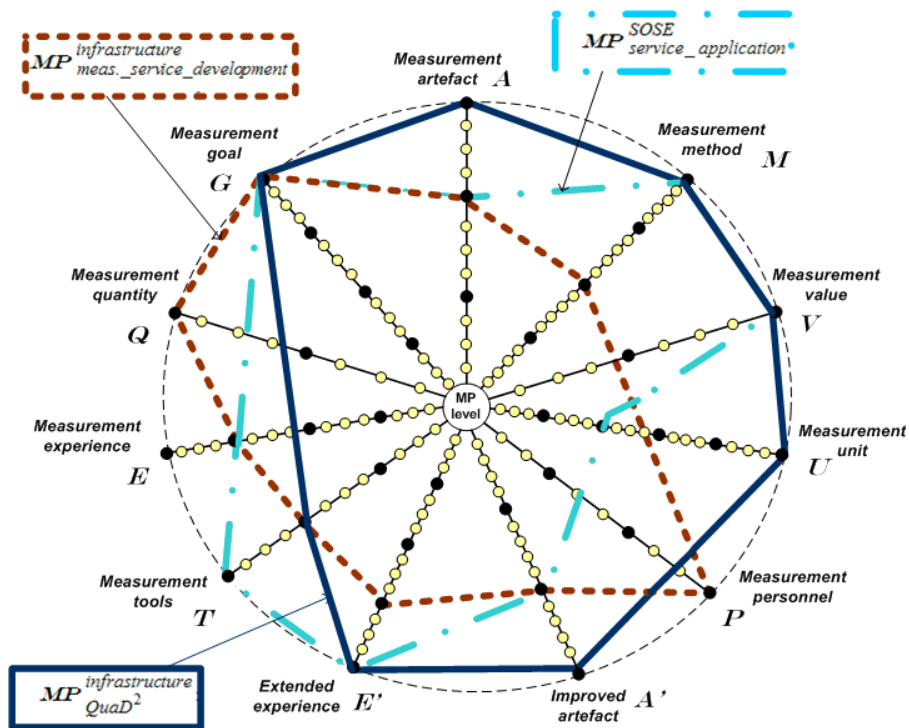 MP infrastructure
meas._service_development
MP SOSE
service_application
Measurement
artefact
A
Measurement
goal
G
Measurement
method
M
Measurement
quantity
Q
Measurement
value
V
MP
level
Measurement
experience
E
Measurement
unit
U
Measurement
tools
T
Measurement
personnel
P
Extended
experience
E'
Improved
artefact
A'
MP infrastructure
QuaD²